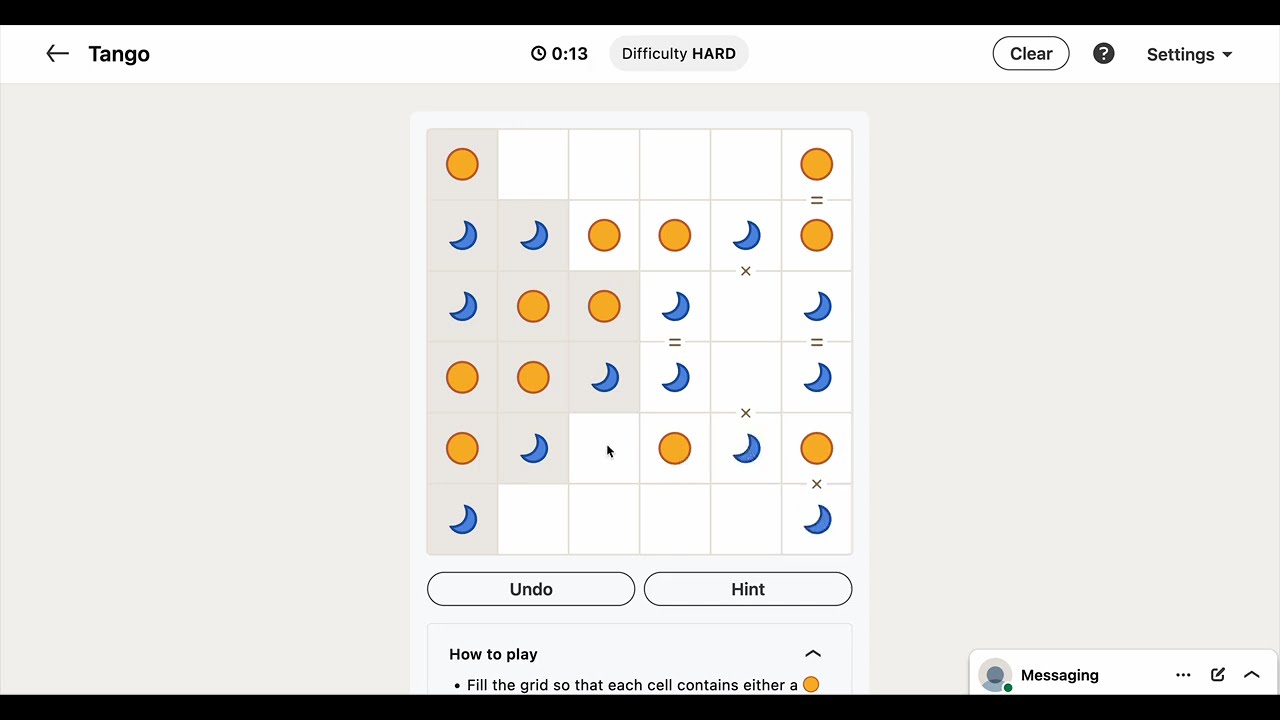 Tango
0:13
Difficulty HARD
Clear
?
Settings
=
×
= =
×
×
Undo
Hint
How to play
• Fill the grid so that each cell contains either a
Messaging